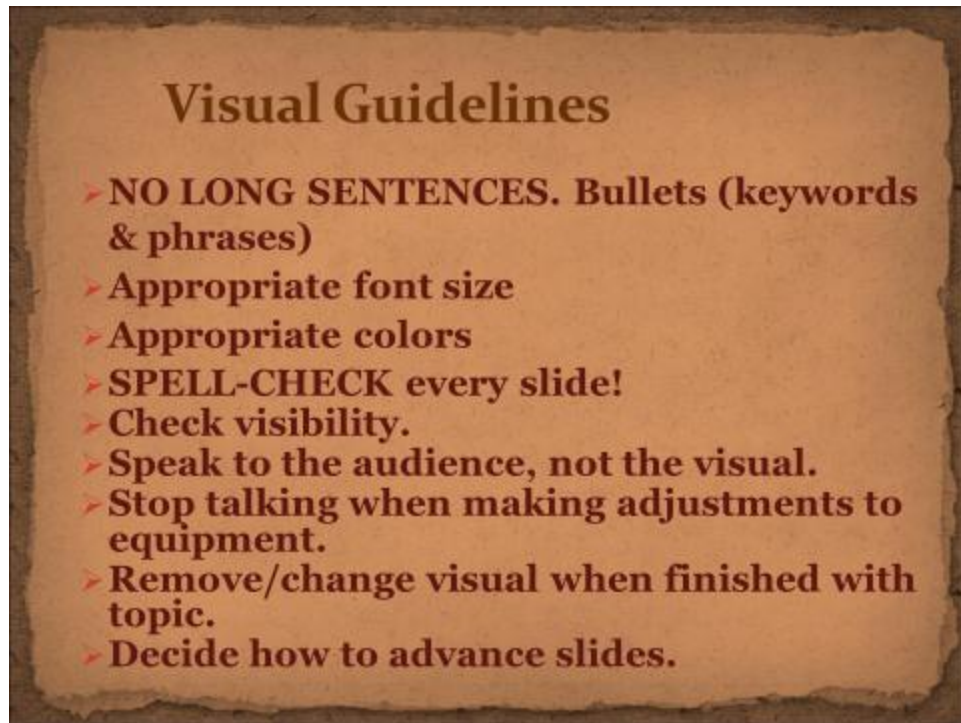 Visual Guidelines
➢NO LONG SENTENCES. Bullets (keywords
& phrases)
➢Appropriate font size
➢Appropriate colors
➢SPELL-CHECK every slide!
➢Check visibility.
➢Speak to the audience, not the visual.
➢Stop talking when making adjustments to
equipment.
➢Remove/change visual when finished with
topic.
➢Decide how to advance slides.